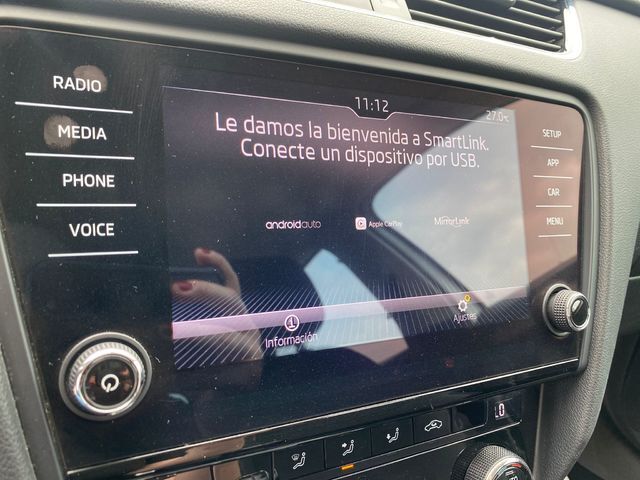 RADIO
MEDIA
PHONE
VOICE
11:12
27.0°C
Le damos la bienvenida a SmartLink.
Conecte un dispositivo por USB.
androidauto
Apple CarPlay
MirrorLink
Información
Ajustes
SETUP
APP
CAR
MENU
0